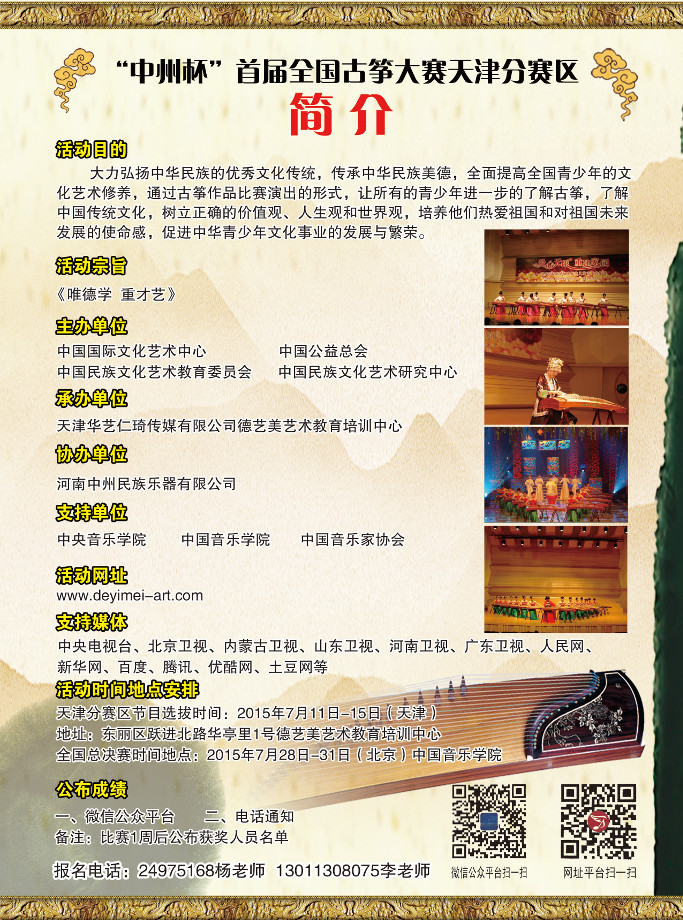 “中州杯”首届全国古筝大赛天津分赛区
简介
活动目的
大力弘扬中华民族的优秀文化传统，传承中华民族美德，全面提高全国青少年的文
化艺术修养，通过古筝作品比赛演出的形式，让所有的青少年进一步的了解古筝，了解
中国传统文化，树立正确的价值观、人生观和世界观，培养他们热爱祖国和对祖国未来
发展的使命感，促进中华青少年文化事业的发展与繁荣。
活动宗旨
《唯德学 重才艺》
主办单位
中国国际文化艺术中心 中国公益总会
中国民族文化艺术教育委员会 中国民族文化艺术研究中心
承办单位
天津华艺仁琦传媒有限公司德艺美艺术教育培训中心
协办单位
河南中州民族乐器有限公司
支持单位
中央音乐学院 中国音乐学院 中国音乐家协会
活动网址
www.deyimei-art.com
支持媒体
中央电视台、北京卫视、内蒙古卫视、山东卫视、河南卫视、广东卫视、人民网、
新华网、百度、腾讯、优酷网、土豆网等
活动时间地点安排
天津分赛区节目选拔时间：2015年7月11日-15日（天津）
地址：东丽区跃进北路华亭里1号德艺美艺术教育培训中心
全国总决赛时间地点：2015年7月28日-31日（北京）中国音乐学院
公布成绩
一、微信公众平台 二、电话通知
备注：比赛1周后公布获奖人员名单
报名电话：24975168杨老师 13011308075李老师
微信公众平台扫一扫
网址平台扫一扫